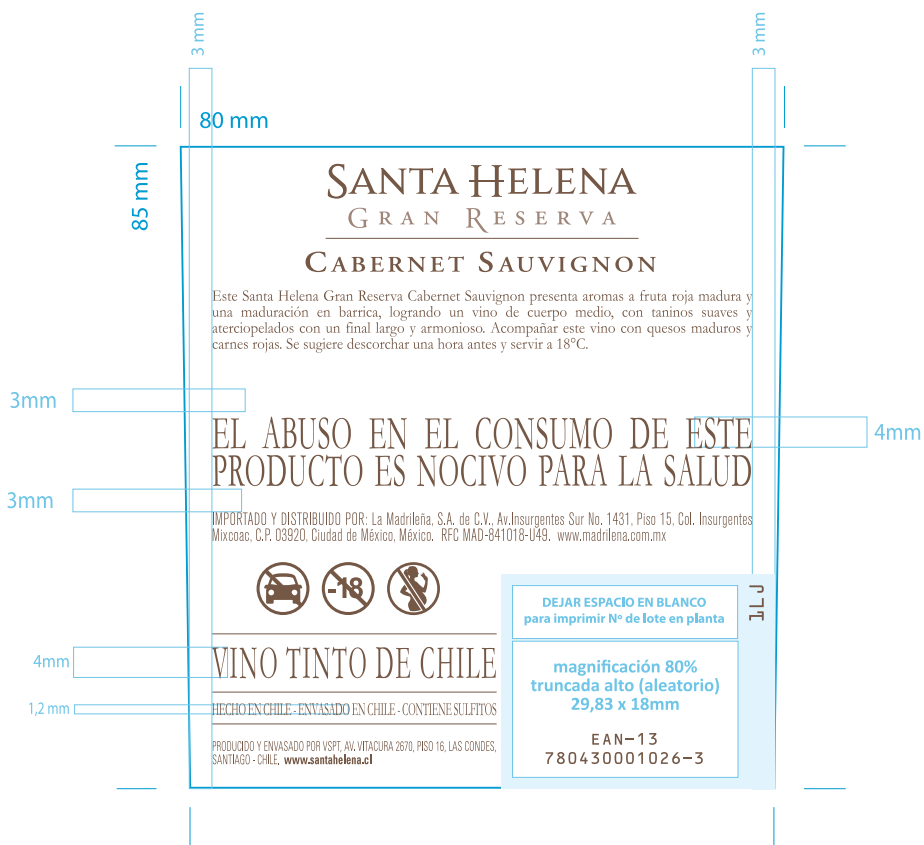 3 mm
3 mm
80 mm
85 mm
SANTA HELENA
GRAN RESERVA
CABERNET SAUVIGNON
Este Santa Helena Gran Reserva Cabernet Sauvignon presenta aromas a fruta roja madura y
una maduración en barrica, logrando un vino de cuerpo medio, con taninos suaves y
aterciopelados con un final largo y armonioso. Acompañar este vino con quesos maduros y
carnes rojas. Se sugiere descorchar una hora antes y servir a 18°C.
3mm
EL ABUSO EN EL CONSUMO DE ESTE
4mm
PRODUCTO ES NOCIVO PARA LA SALUD
3mm
IMPORTADO Y DISTRIBUIDO POR: La Madrileña, S.A. de C.V., Av.Insurgentes Sur No. 1431, Piso 15, Col. Insurgentes
Mixcoac, C.P. 03920, Ciudad de México, México. RFC MAD-841018-U49. www.madrilena.com.mx
-18
DEJAR ESPACIO EN BLANCO
para imprimir Nº de lote en planta
1LJ
4mm
VINO TINTO DE CHILE
1,2 mm
HECHO EN CHILE - ENVASADO EN CHILE - CONTIENE SULFITOS
PRODUCIDO Y ENVASADO POR VSPT, AV. VITACURA 2670, PISO 16, LAS CONDES,
SANTIAGO - CHILE. www.santahelena.cl
magnificación 80%
truncada alto (aleatorio)
29,83 x 18mm
EAN-13
780430001026-3